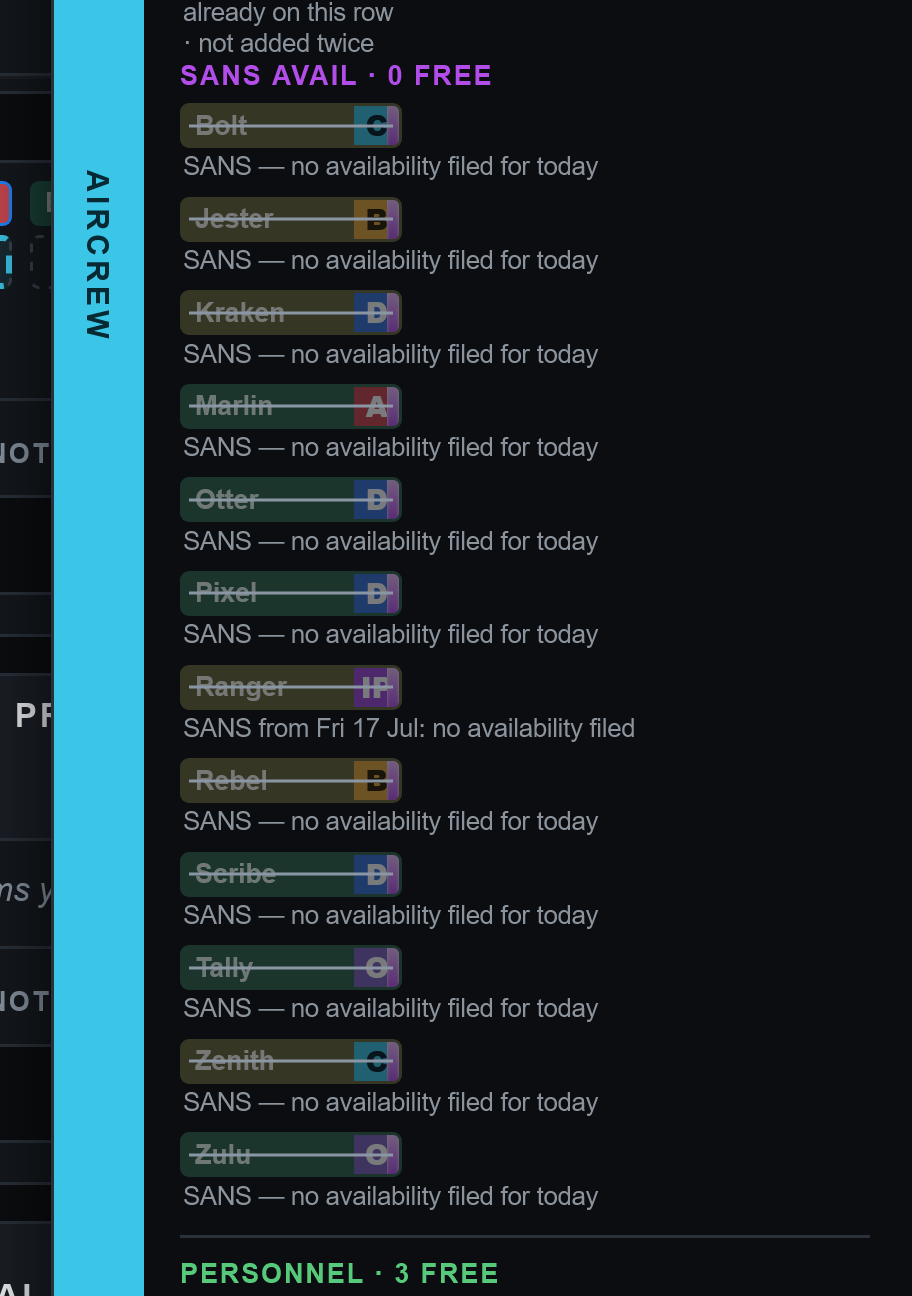 already on this row
· not added twice
SANS AVAIL · 0 FREE
Bolt C
SANS — no availability filed for today
Jester B
SANS — no availability filed for today
Kraken D
SANS — no availability filed for today
Marlin A
SANS — no availability filed for today
Otter D
SANS — no availability filed for today
Pixel D
SANS — no availability filed for today
Ranger IP
SANS from Fri 17 Jul: no availability filed
Rebel B
SANS — no availability filed for today
Scribe D
SANS — no availability filed for today
Tally O
SANS — no availability filed for today
Zenith C
SANS — no availability filed for today
Zulu O
SANS — no availability filed for today
PERSONNEL · 3 FREE
AIRCREW
NOT
NOT